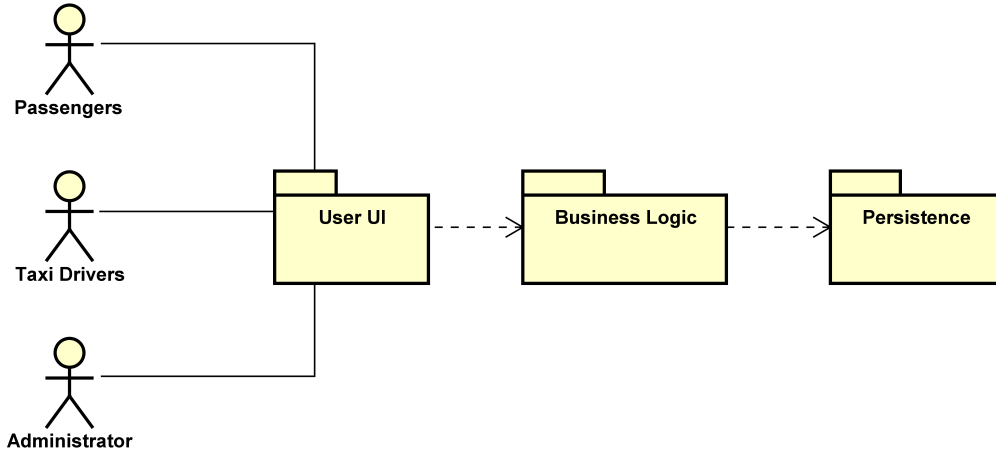 Passengers
Taxi Drivers
User UI
Business Logic
Persistence
Administrator